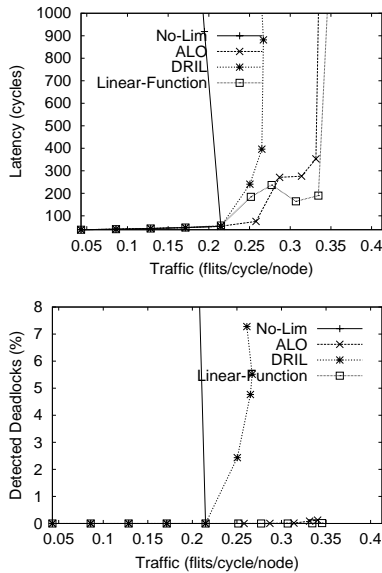 1000
900
800
700
600
500
400
300
200
100
No-Lim
ALO
DRIL
Linear-Function
Latency (cycles)
0.05 0.1 0.15 0.2 0.25 0.3 0.35 0.4
Traffic (flits/cycle/node)
8
7
6
5
4
3
2
1
0
No-Lim
ALO
DRIL
Linear-Function
Detected Deadlocks (%)
0.05 0.1 0.15 0.2 0.25 0.3 0.35 0.4
Traffic (flits/cycle/node)